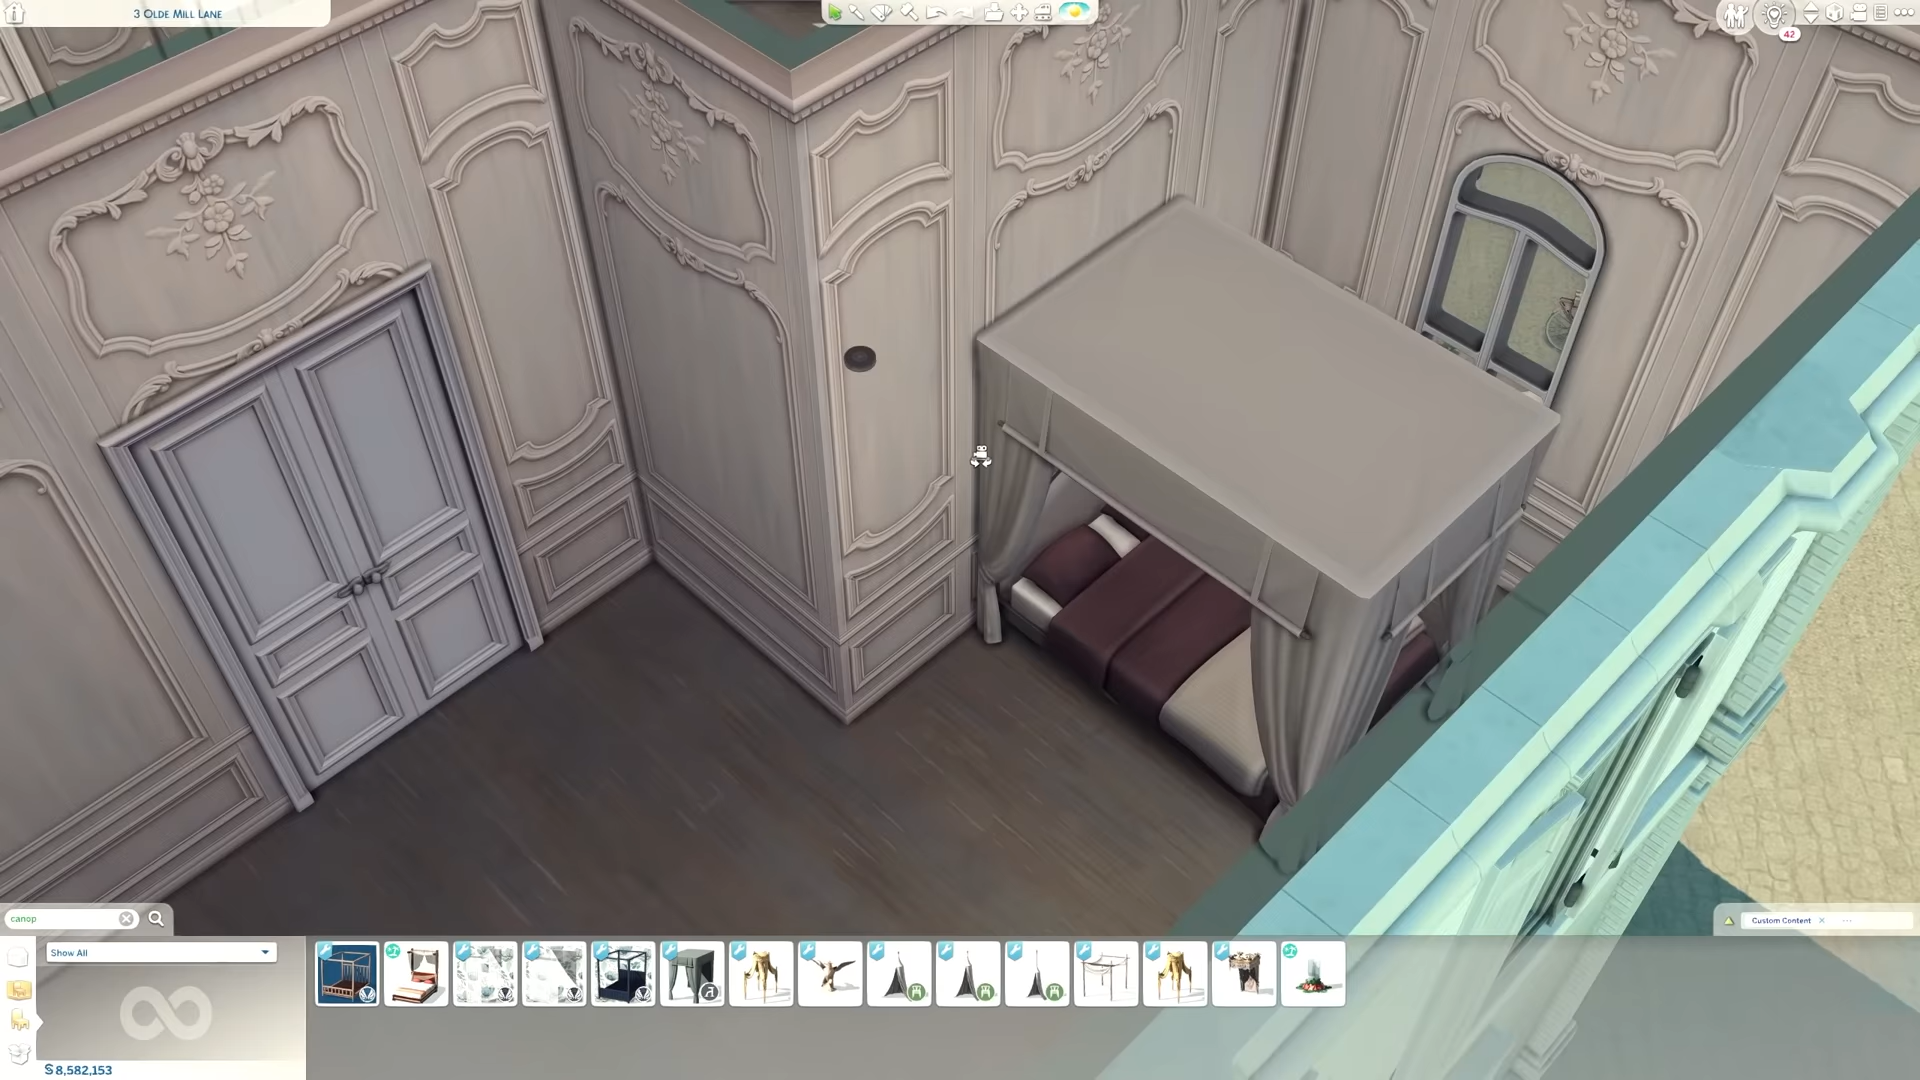 3 OLDE MILL LANE
42
canop
Custom Content
Show All
a
$8,582,153